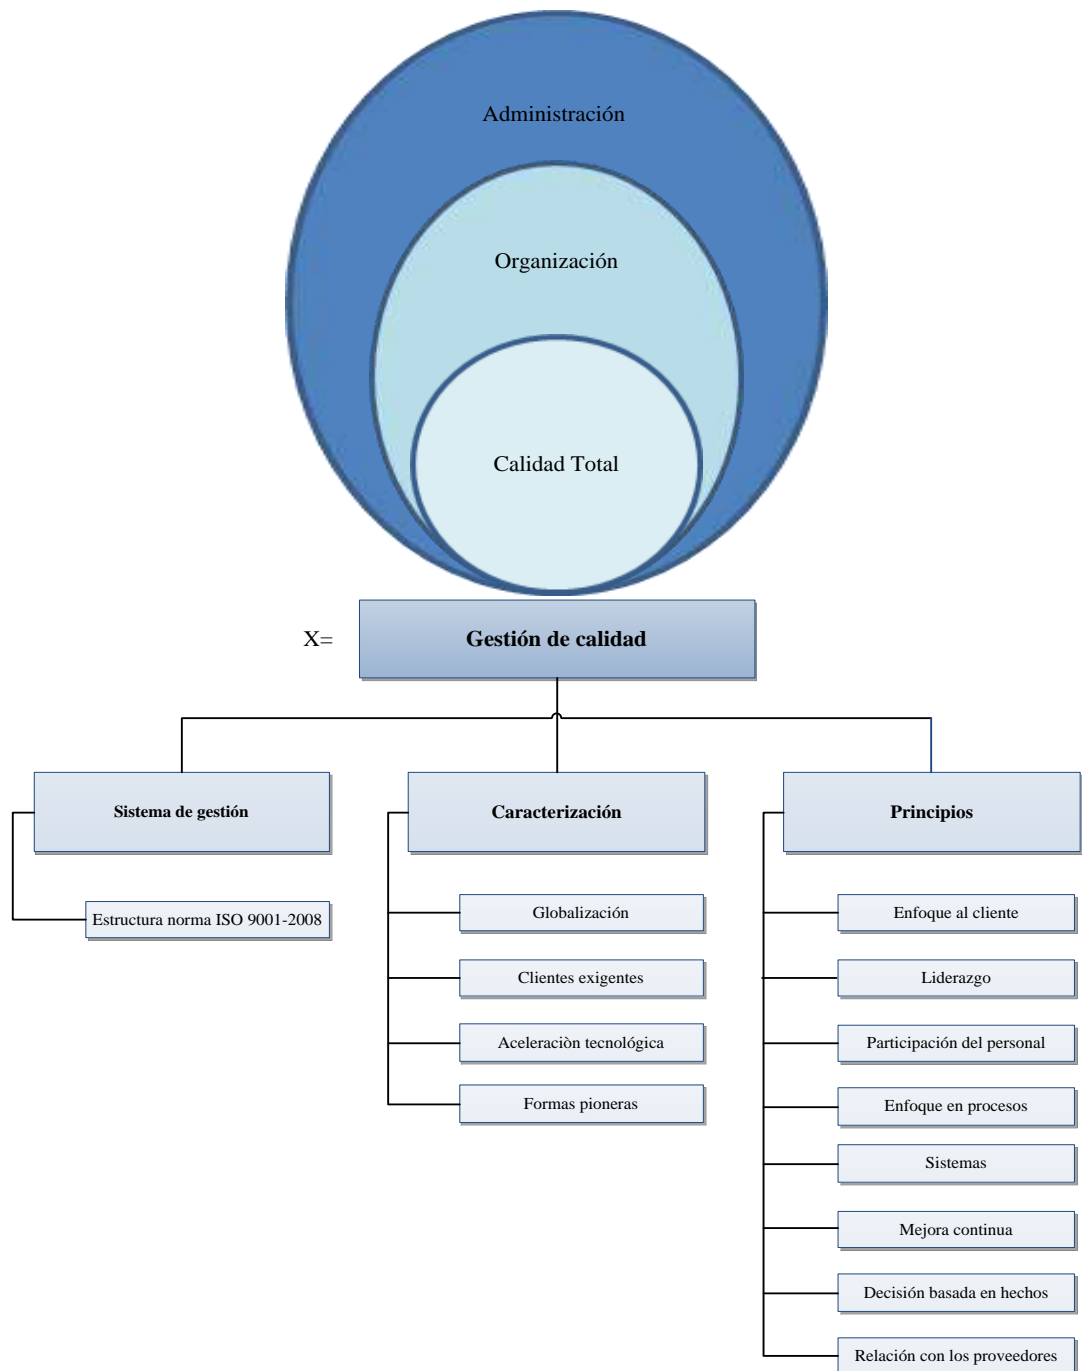 Administración
Organización
Calidad Total
X=
Gestión de calidad
Sistema de gestión
Estructura norma ISO 9001-2008
Caracterización
Globalización
Clientes exigentes
Aceleraciòn tecnológica
Formas pioneras
Principios
Enfoque al cliente
Liderazgo
Participación del personal
Enfoque en procesos
Sistemas
Mejora continua
Decisión basada en hechos
Relación con los proveedores